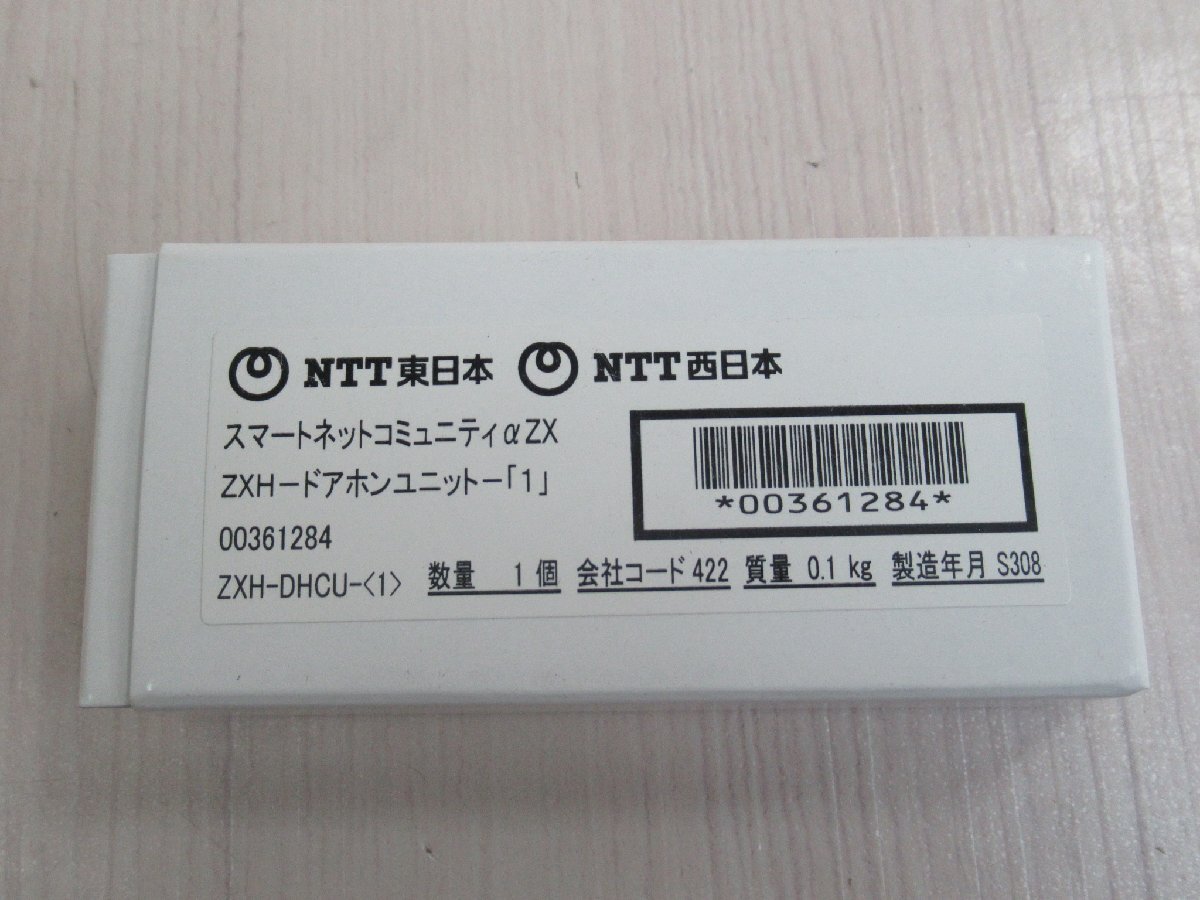 NTT東日本 NTT西日本
スマートネットコミュニティαZX
ZXHードアホンユニットー「1」
00361284
ZXH-DHCU-<1>
*00361284*
数量 1 個 会社コード 422 質量 0.1 kg 製造年月 S308